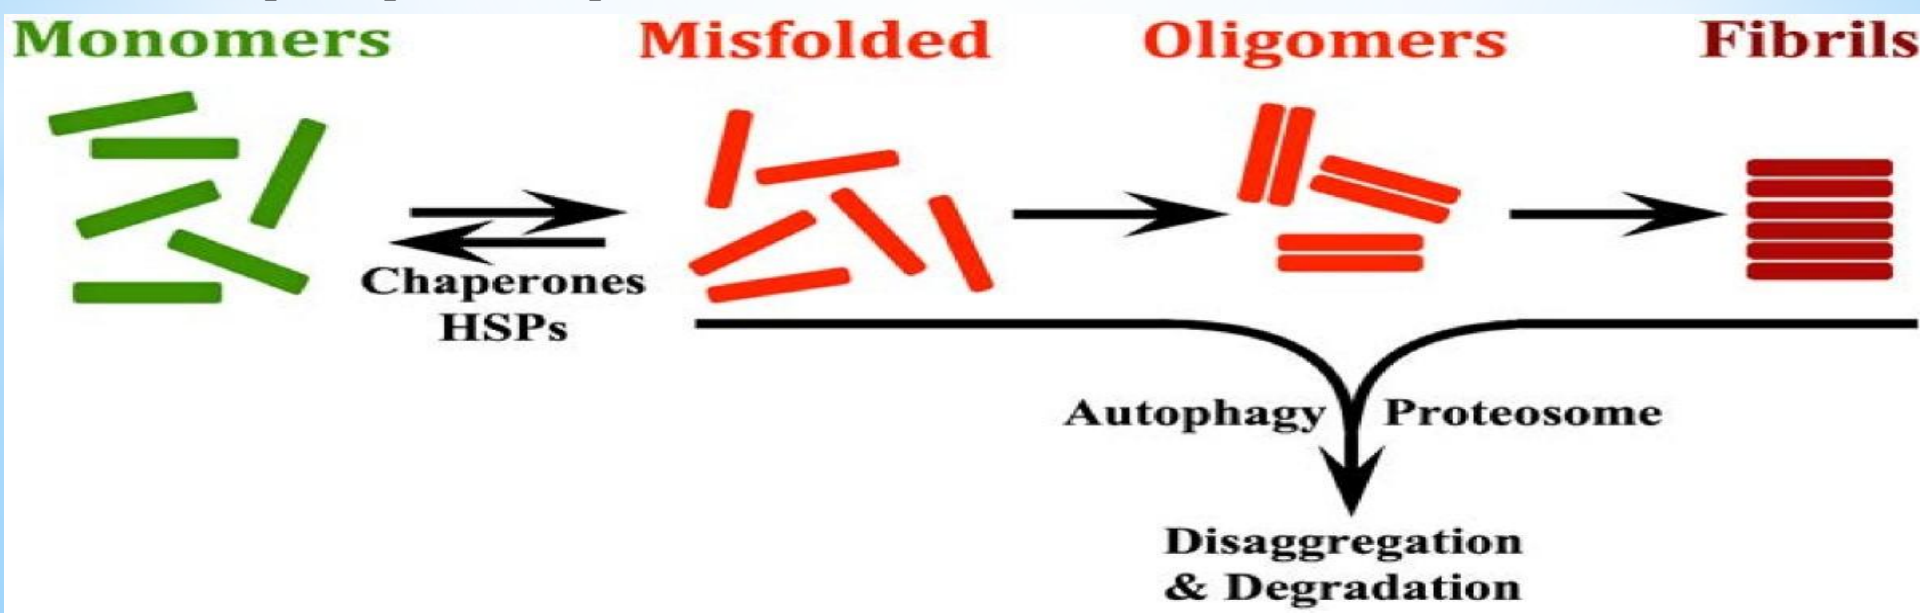 Monomers Misfolded Oligomers Fibrils
Chaperones
HSPs
Autophagy Proteosome
Disaggregation
& Degradation